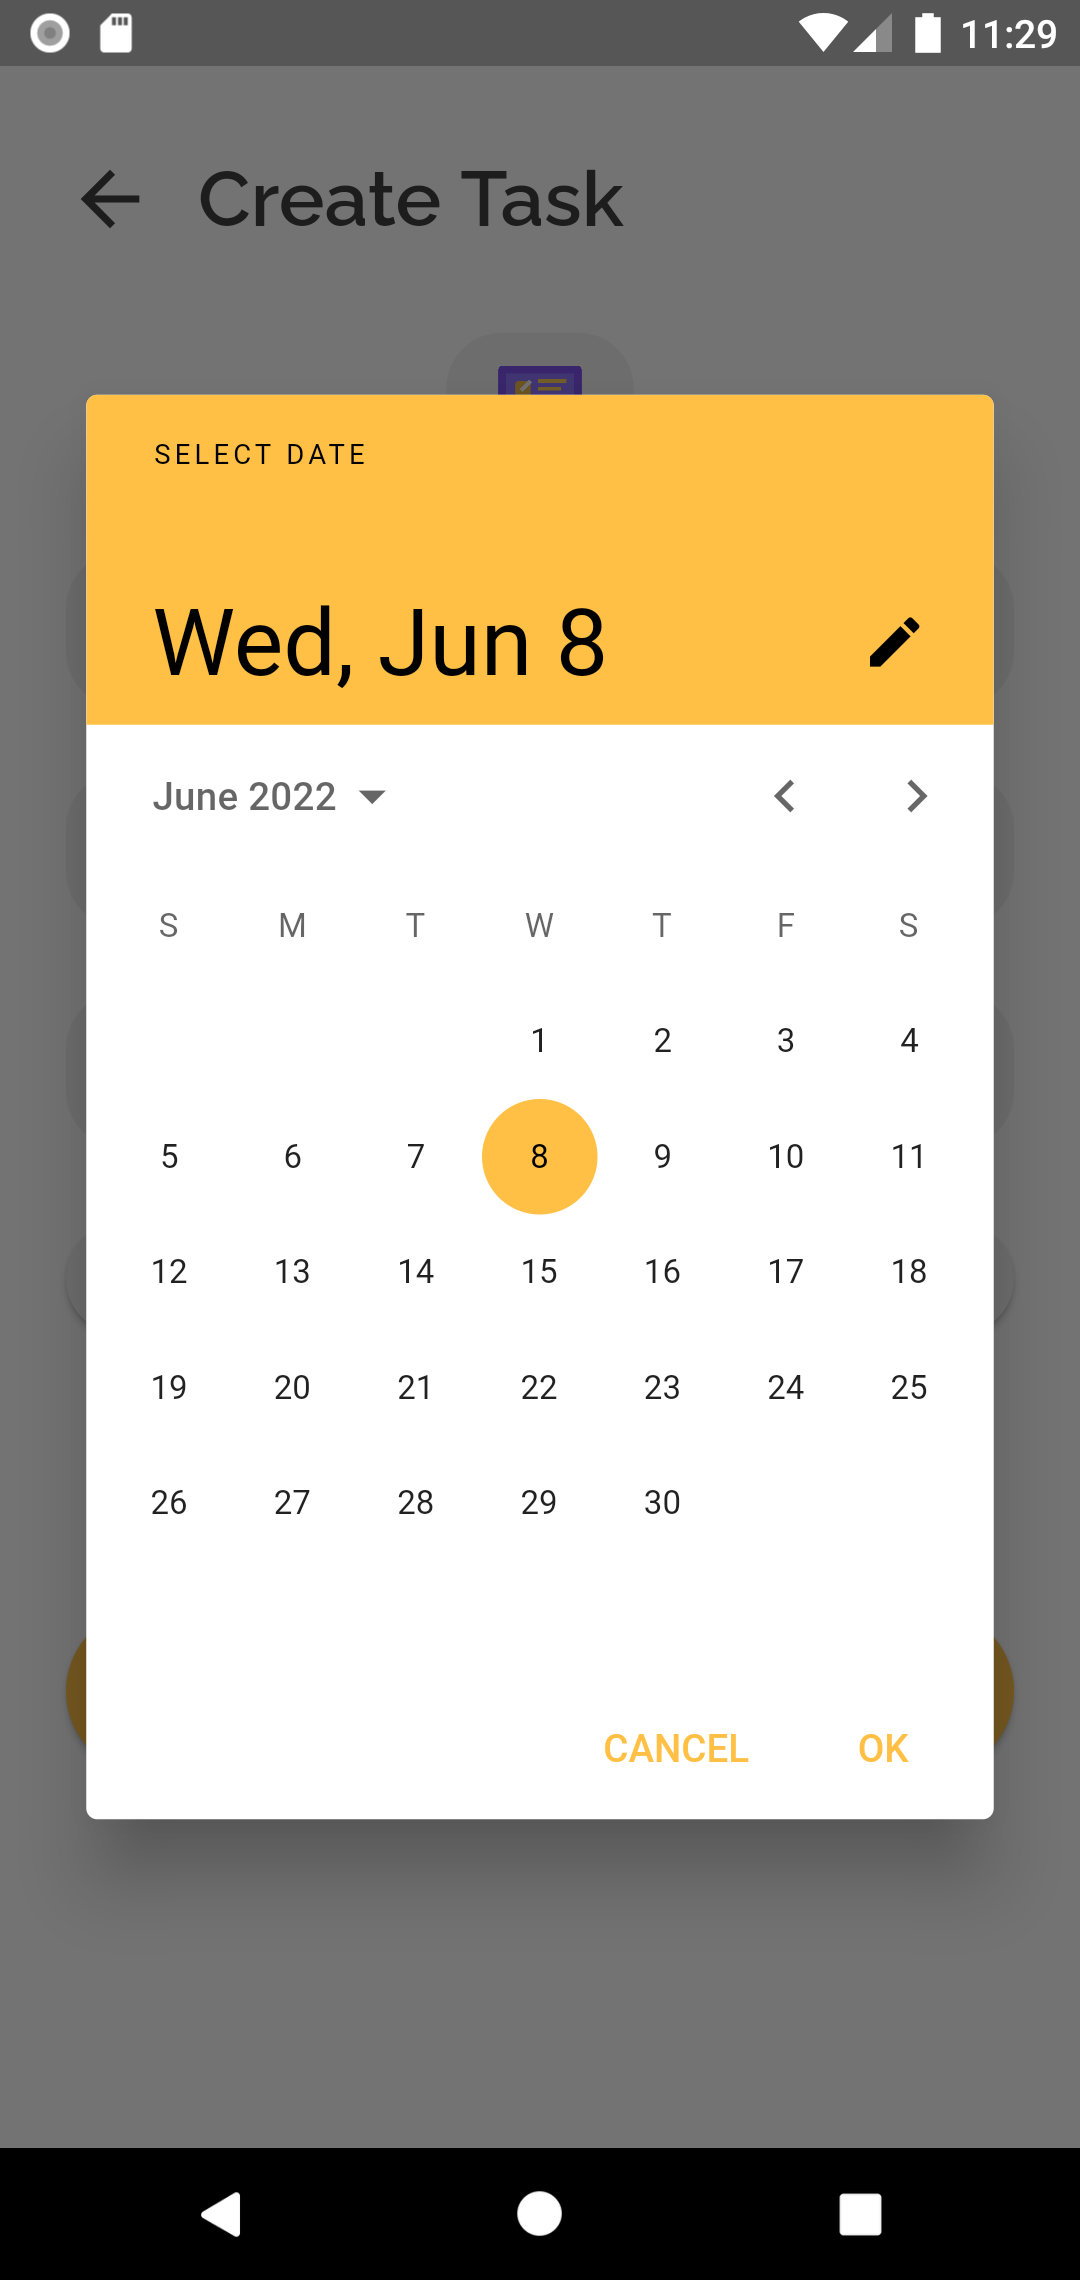 11:29
Create Task
SELECT DATE
Wed, Jun 8
June 2022
S M T W T F S
1 2 3 4
5 6 7 8 9 10 11
12 13 14 15 16 17 18
19 20 21 22 23 24 25
26 27 28 29 30
CANCEL OK